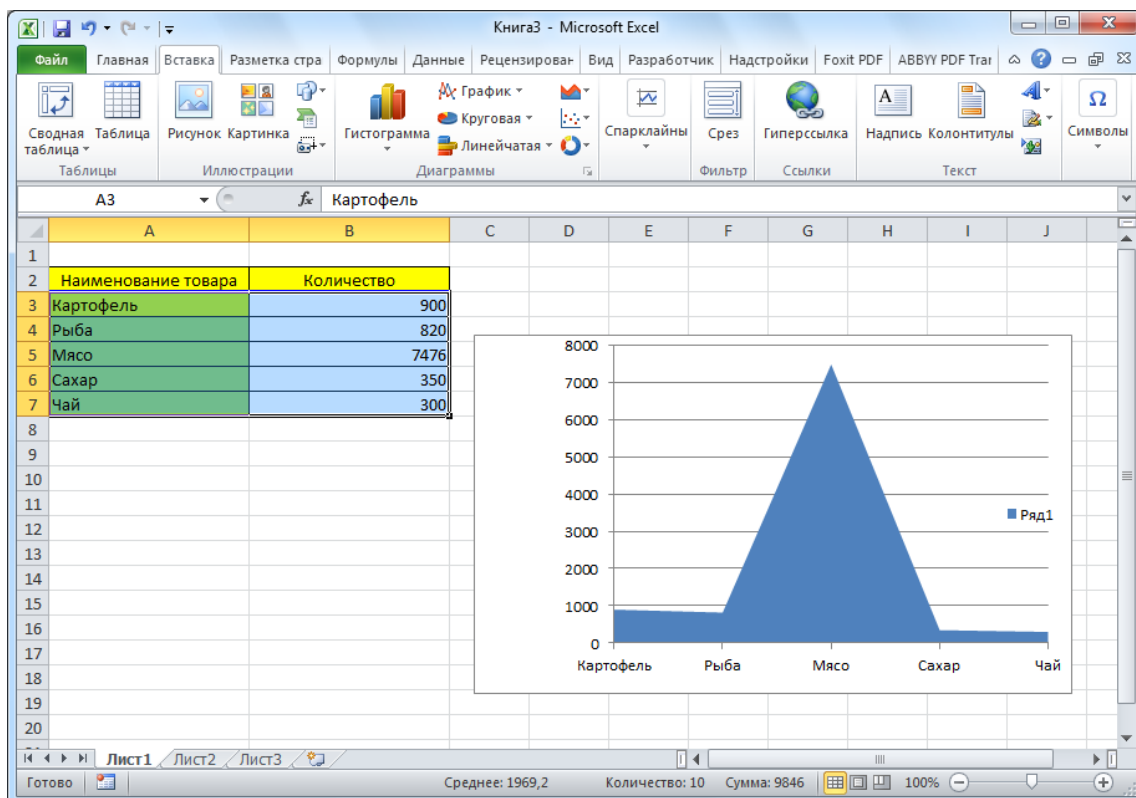 Книга3 - Microsoft Excel
Файл Главная Вставка Разметка стра Формулы Данные Рецензирован Вид Разработчик Надстройки Foxit PDF ABBYY PDF Trar
Сводная таблица Таблица Рисунок Картинка Гистограмма График Круговая Линейчатая Спарклайны Срез Гиперссылка Надпись Колонтитулы Символы
Таблицы Иллюстрации Диаграммы Фильтр Ссылки Текст
A3 fx Картофель
A B C D E F G H I J
1
2 Наименование товара Количество
3 Картофель 900
4 Рыба 820
5 Мясо 7476
6 Сахар 350
7 Чай 300
8
9
10
11
12
13
14
15
16
17
18
19
20
8000
7000
6000
5000
4000
3000
2000
1000
0
Ряд1
Картофель Рыба Мясо Сахар Чай
Лист1 Лист2 Лист3
Готово Среднее: 1969,2 Количество: 10 Сумма: 9846 100%